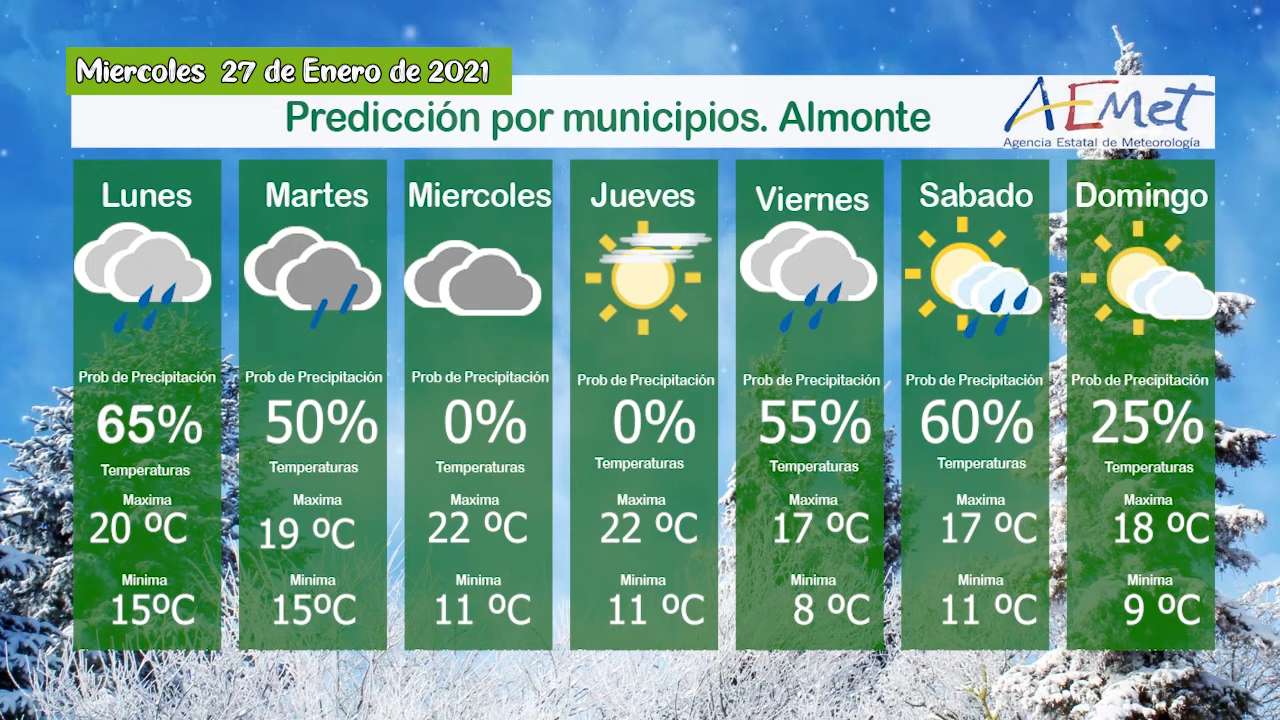 Miercoles 27 de Enero de 2021
Predicción por municipios. Almonte
AEMet
Agencia Estatal de Meteorología
Lunes
Prob de Precipitación
65%
Temperaturas
Maxima
20 ºC
Minima
15ºC
Martes
Prob de Precipitación
50%
Temperaturas
Maxima
19 ºC
Minima
15ºC
Miercoles
Prob de Precipitación
0%
Temperaturas
Maxima
22 ºC
Minima
11 ºC
Jueves
Prob de Precipitación
0%
Temperaturas
Maxima
22 ºC
Minima
11 ºC
Viernes
Prob de Precipitación
55%
Temperaturas
Maxima
17 ºC
Minima
8 ºC
Sabado
Prob de Precipitación
60%
Temperaturas
Maxima
17 ºC
Minima
11 ºC
Domingo
Prob de Precipitación
25%
Temperaturas
Maxima
18 ºC
Minima
9 ºC